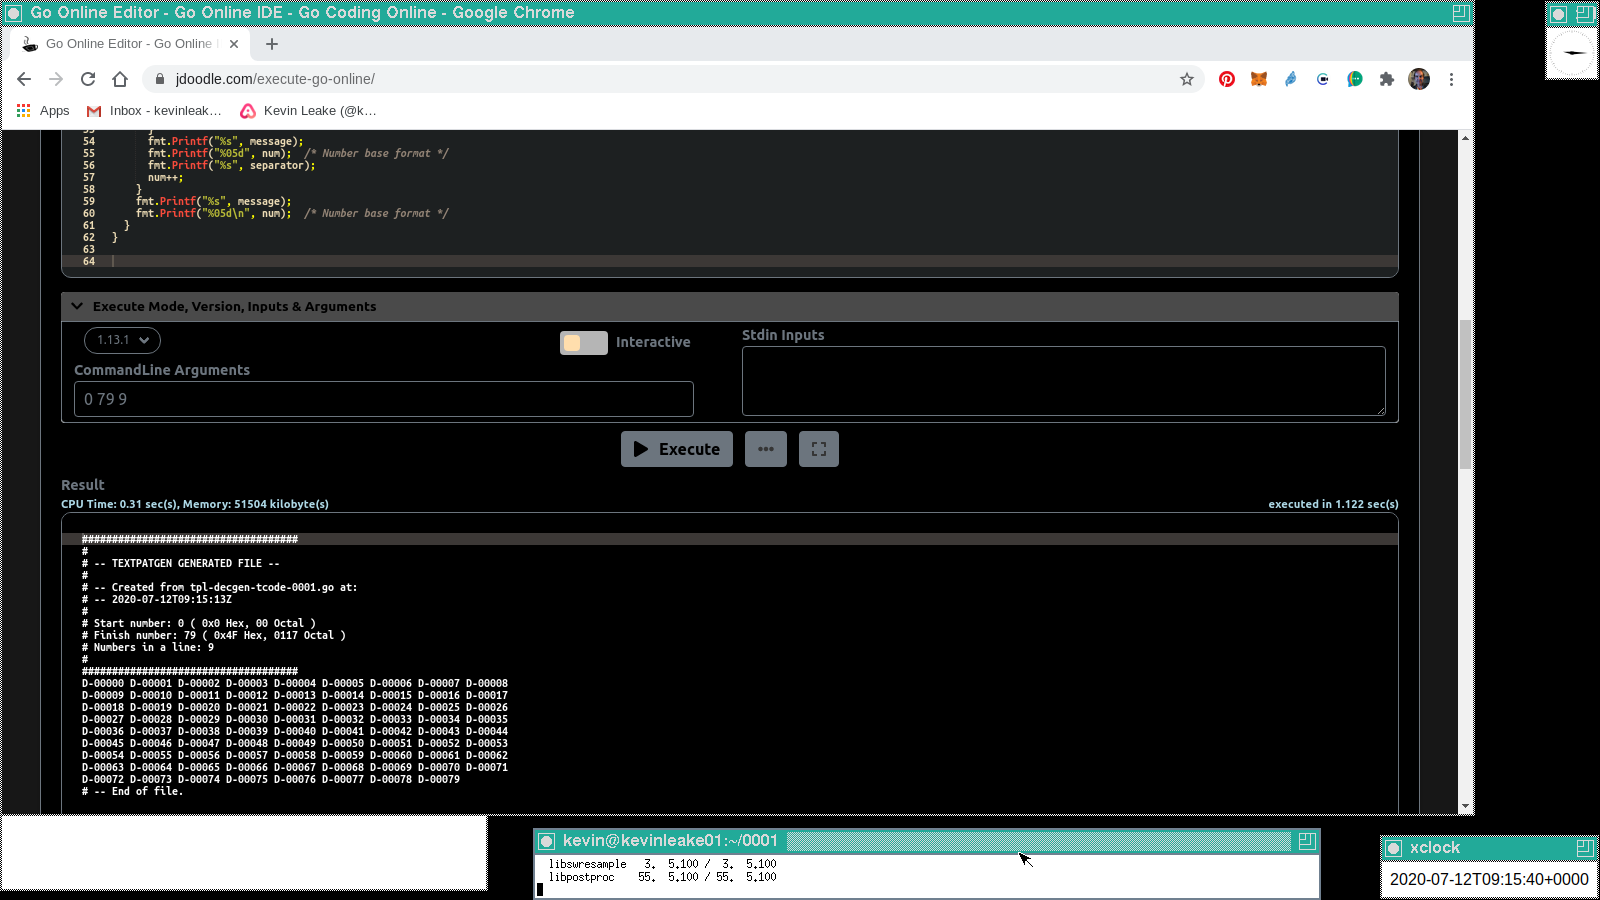 Go Online Editor - Go Online IDE - Go Coding Online - Google Chrome
Go Online Editor - Go Online
jdoodle.com/execute-go-online/
Apps
Inbox - kevinleak…
Kevin Leake (@k…
53 }
54 fmt.Printf("%s", message);
55 fmt.Printf("%05d", num); /* Number base format */
56 fmt.Printf("%s", separator);
57 num++;
58 }
59 fmt.Printf("%s", message);
60 fmt.Printf("%05d\n", num); /* Number base format */
61 }
62 }
63
64
Execute Mode, Version, Inputs & Arguments
1.13.1
Interactive
Stdin Inputs
CommandLine Arguments
0 79 9
Execute
Result
CPU Time: 0.31 sec(s), Memory: 51504 kilobyte(s)
executed in 1.122 sec(s)
####################################
#
# -- TEXTPATGEN GENERATED FILE --
#
# -- Created from tpl-decgen-tcode-0001.go at:
# -- 2020-07-12T09:15:13Z
#
# Start number: 0 ( 0x0 Hex, 00 Octal )
# Finish number: 79 ( 0x4F Hex, 0117 Octal )
# Numbers in a line: 9
#
####################################
D-00000 D-00001 D-00002 D-00003 D-00004 D-00005 D-00006 D-00007 D-00008
D-00009 D-00010 D-00011 D-00012 D-00013 D-00014 D-00015 D-00016 D-00017
D-00018 D-00019 D-00020 D-00021 D-00022 D-00023 D-00024 D-00025 D-00026
D-00027 D-00028 D-00029 D-00030 D-00031 D-00032 D-00033 D-00034 D-00035
D-00036 D-00037 D-00038 D-00039 D-00040 D-00041 D-00042 D-00043 D-00044
D-00045 D-00046 D-00047 D-00048 D-00049 D-00050 D-00051 D-00052 D-00053
D-00054 D-00055 D-00056 D-00057 D-00058 D-00059 D-00060 D-00061 D-00062
D-00063 D-00064 D-00065 D-00066 D-00067 D-00068 D-00069 D-00070 D-00071
D-00072 D-00073 D-00074 D-00075 D-00076 D-00077 D-00078 D-00079
# -- End of file.
kevin@kevinleake01:~/0001
libswresample 3. 5.100 / 3. 5.100
libpostproc 55. 5.100 / 55. 5.100
xclock
2020-07-12T09:15:40+0000